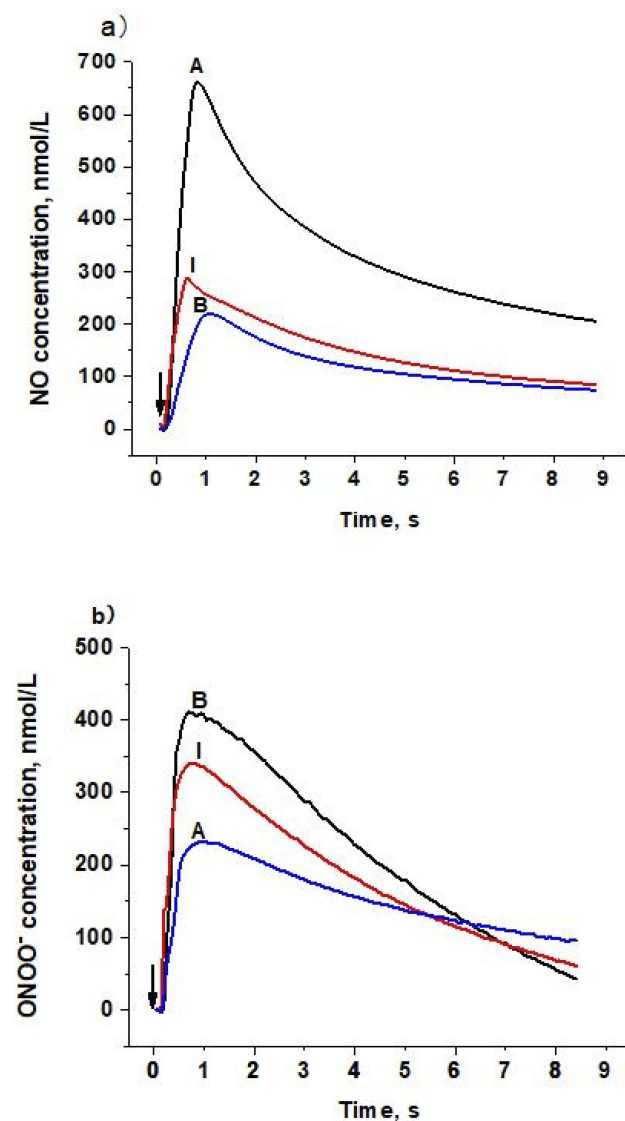 a)
700
A
600
500
400
300
I
B
200
100
0
NO concentration, nmol/L
0 1 2 3 4 5 6 7 8 9
Time, s
b)
500
B
400
I
300
A
200
100
0
ONOO⁻ concentration, nmol/L
0 1 2 3 4 5 6 7 8 9
Time, s